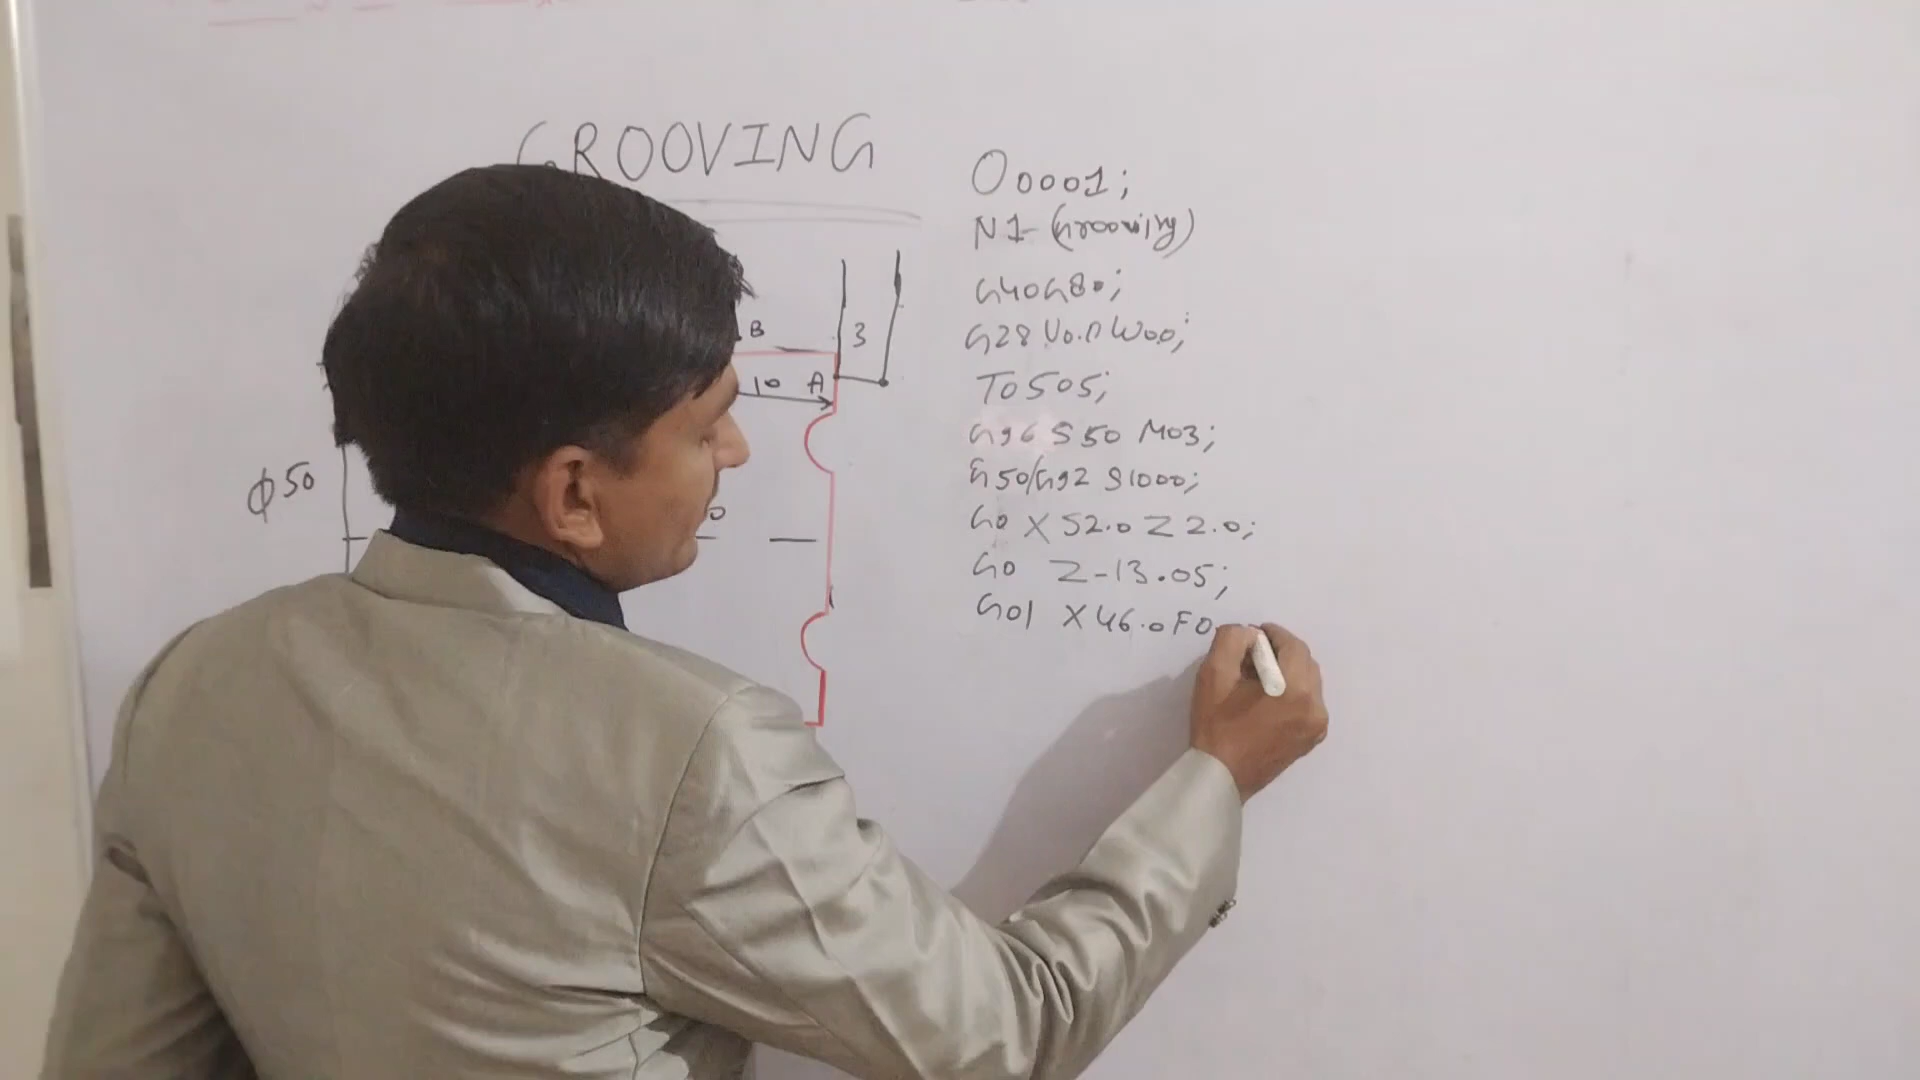 GROOVING
O0001;
N1-(Grooving)
G40G80;
G28 U0.0 W0.0;
T0505;
G96 S50 M03;
G50/G92 S1000;
G0 X52.0 Z2.0;
G0 Z-13.05;
G01 X46.0 F0.
B
3
10 A
ϕ50